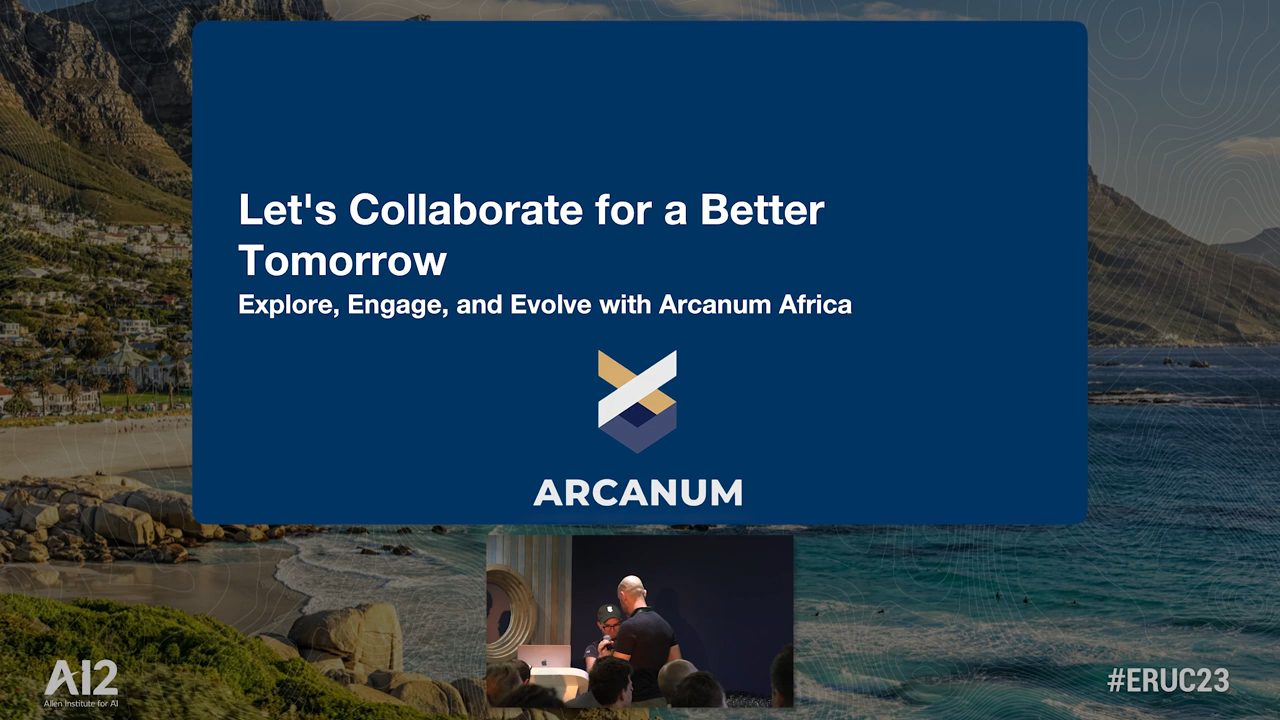 Let's Collaborate for a Better
Tomorrow
Explore, Engage, and Evolve with Arcanum Africa
ARCANUM
AI2
Allen Institute for AI
#ERUC23